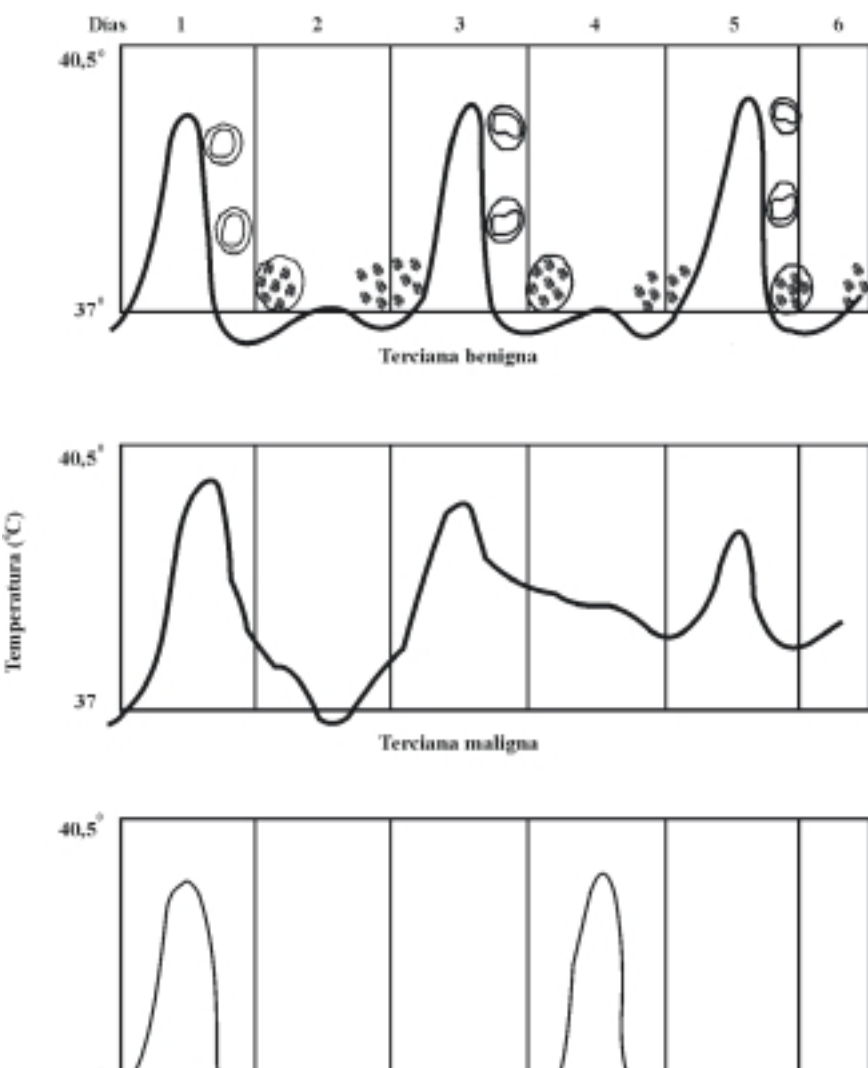 Días 1 2 3 4 5 6
40,5°
37°
Terciana benigna
40,5°
Temperatura (°C)
37
Terciana maligna
40,5°